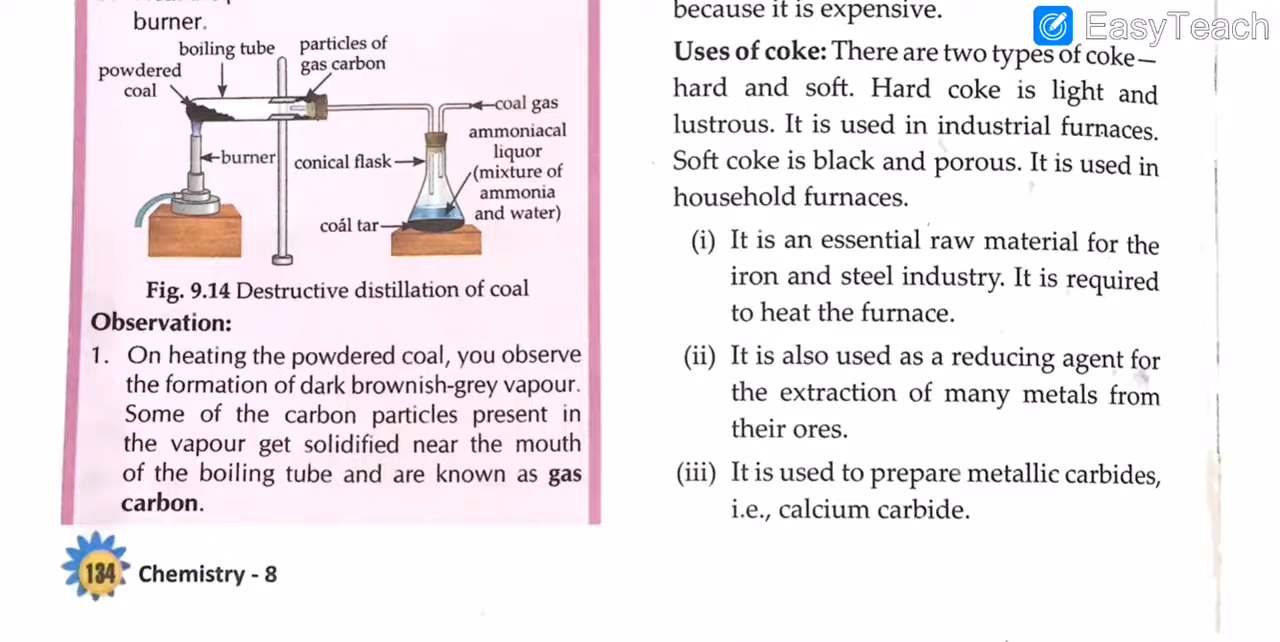 burner.
boiling tube
particles of
gas carbon
powdered
coal
coal gas
ammoniacal
liquor
(mixture of
ammonia
and water)
burner
conical flask
coal tar
Fig. 9.14 Destructive distillation of coal
Observation:
1. On heating the powdered coal, you observe
the formation of dark brownish-grey vapour.
Some of the carbon particles present in
the vapour get solidified near the mouth
of the boiling tube and are known as gas
carbon.
134 Chemistry - 8
because it is expensive.
EasyTeach
Uses of coke: There are two types of coke—
hard and soft. Hard coke is light and
lustrous. It is used in industrial furnaces.
Soft coke is black and porous. It is used in
household furnaces.
(i) It is an essential raw material for the
iron and steel industry. It is required
to heat the furnace.
(ii) It is also used as a reducing agent for
the extraction of many metals from
their ores.
(iii) It is used to prepare metallic carbides,
i.e., calcium carbide.